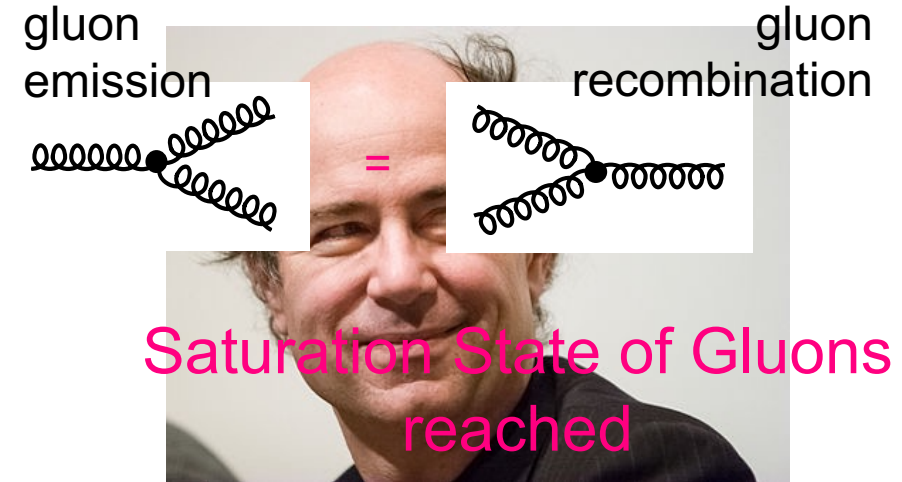 gluon
emission
gluon
recombination
=
Saturation State of Gluons
reached